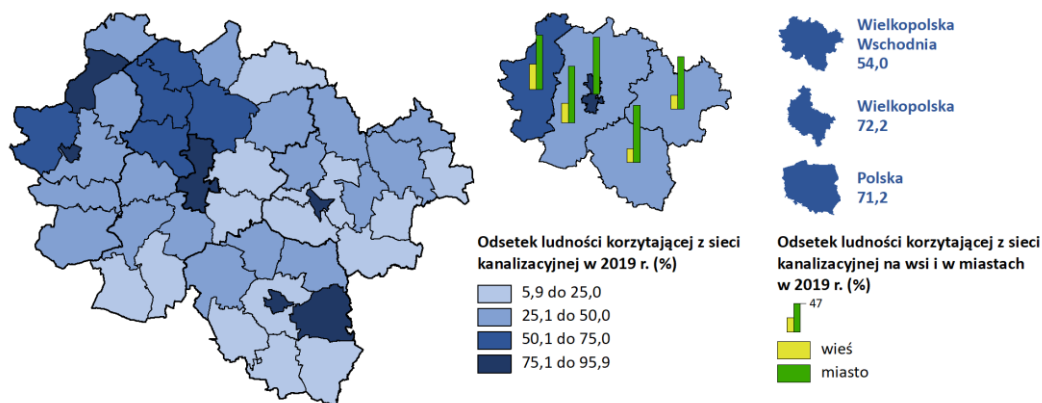 Wielkopolska
Wschodnia
54,0
Wielkopolska
72,2
Polska
71,2
Odsetek ludności korzytającej z sieci
kanalizacyjnej w 2019 r. (%)
5,9 do 25,0
25,1 do 50,0
50,1 do 75,0
75,1 do 95,9
Odsetek ludności korzytającej z sieci
kanalizacyjnej na wsi i w miastach
w 2019 r. (%)
47
wieś
miasto